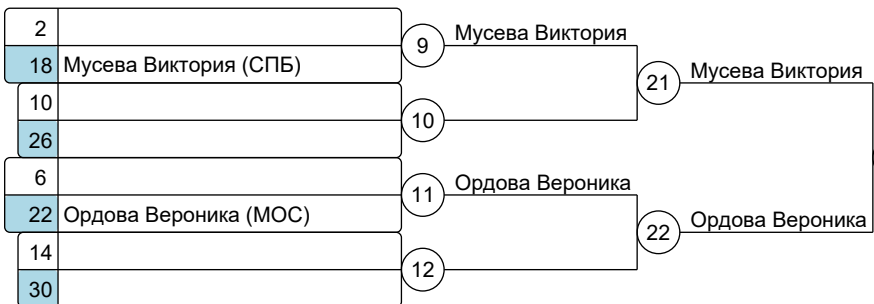 2
9 Мусева Виктория
18 Мусева Виктория (СПБ)
21 Мусева Виктория
10
10
26
6
11 Ордова Вероника
22 Ордова Вероника (МОС)
22 Ордова Вероника
14
12
30